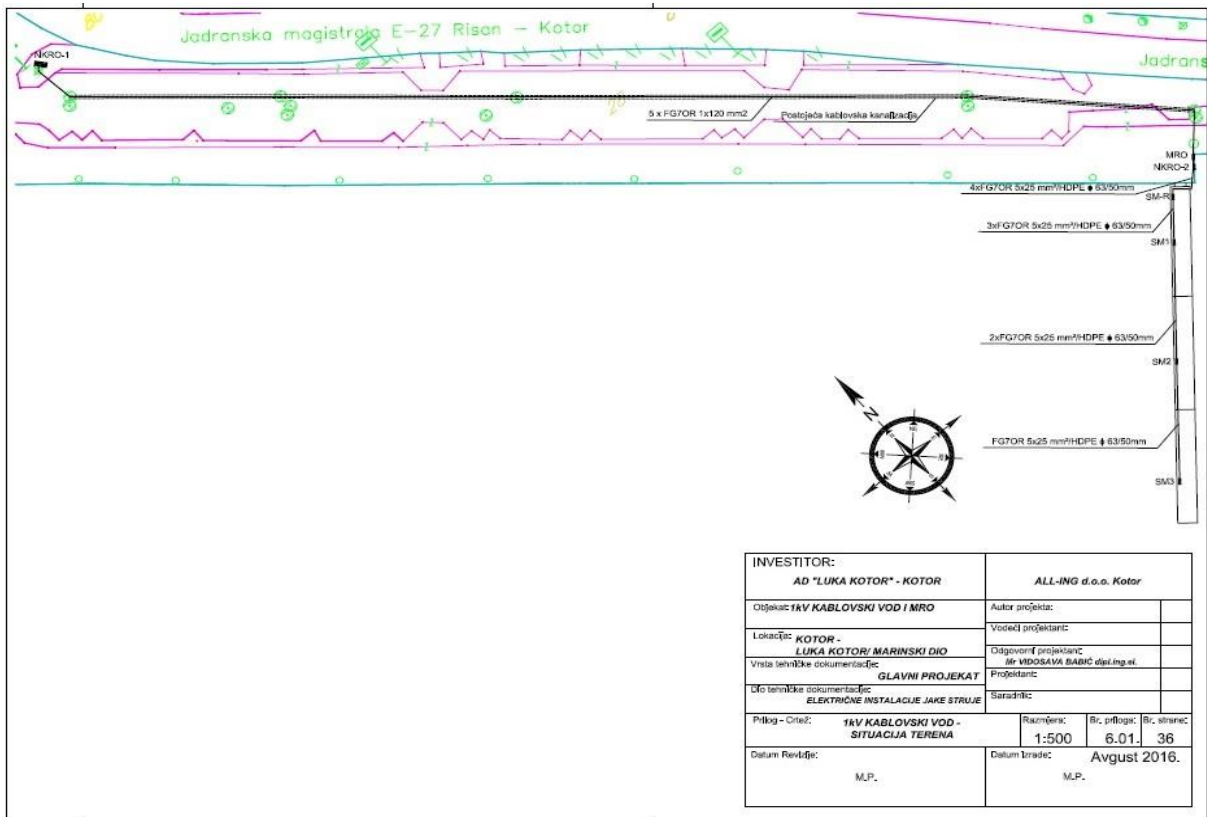 Jadranska magistrala E-27 Risan - Kotor
NKRO-1
Jadrans
5 x FG7OR 1x120 mm2
Postojeća kablovska kanalizacija
20
MRO
NKRO-2
4xFG7OR 5x25 mm²/HDPE ϕ 63/50mm
SM-R
3xFG7OR 5x25 mm²/HDPE ϕ 63/50mm
SM1
2xFG7OR 5x25 mm²/HDPE ϕ 63/50mm
SM2
N
FG7OR 5x25 mm²/HDPE ϕ 63/50mm
SM3
INVESTITOR:
AD "LUKA KOTOR" - KOTOR
ALL-ING d.o.o. Kotor
Objekat: 1kV KABLOVSKI VOD I MRO
Autor projekta:
Vodeći projektant:
Lokacija: KOTOR -
LUKA KOTOR/ MARINSKI DIO
Odgovorni projektant:
Mr VIDOSAVA BABIĆ dipl.ing.el.
Vrsta tehničke dokumentacije:
GLAVNI PROJEKAT
Projektant:
Dio tehničke dokumentacije:
ELEKTRIČNE INSTALACIJE JAKE STRUJE
Saradnik:
Prilog - Crtež: 1kV KABLOVSKI VOD -
SITUACIJA TERENA
Razmjera:
1:500
Br. priloga:
6.01.
Br. strane:
36
Datum Revizije:
M.P.
Datum Izrade: Avgust 2016.
M.P.